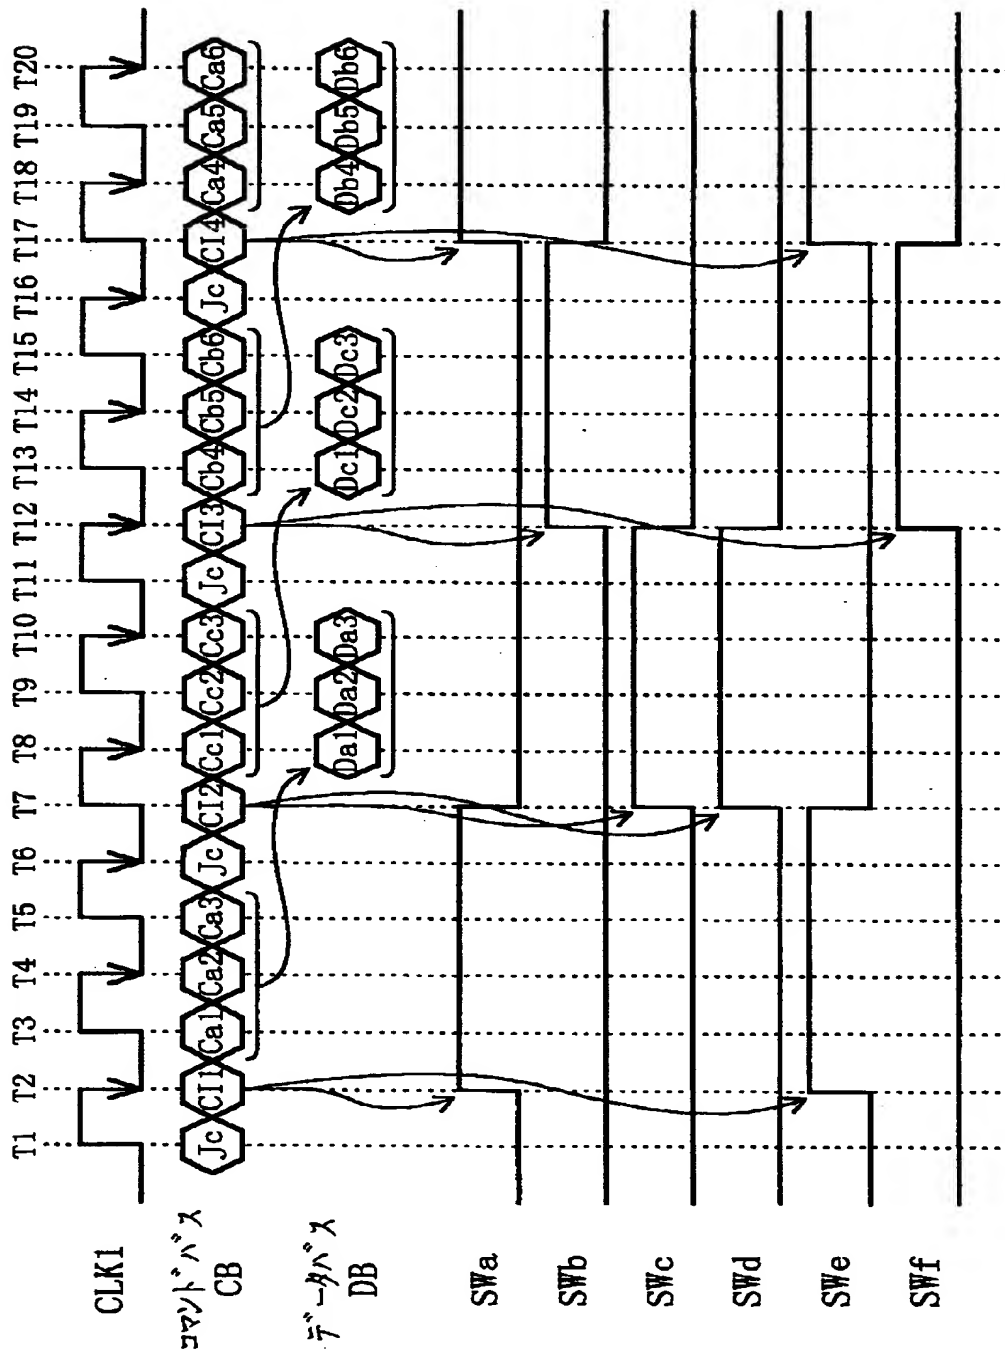 T1 T2 T3 T4 T5 T6 T7 T8 T9 T10 T11 T12 T13 T14 T15 T16 T17 T18 T19 T20
CLK1
コマンドバス
CB
Jc CI1 Ca1 Ca2 Ca3 Jc CI2 Cc1 Cc2 Cc3 Jc CI3 Cb4 Cb5 Cb6 Jc CI4 Ca4 Ca5 Ca6
データバス
DB
Da1 Da2 Da3 Dc1 Dc2 Dc3 Db4 Db5 Db6
SWa
SWb
SWc
SWd
SWe
SWf